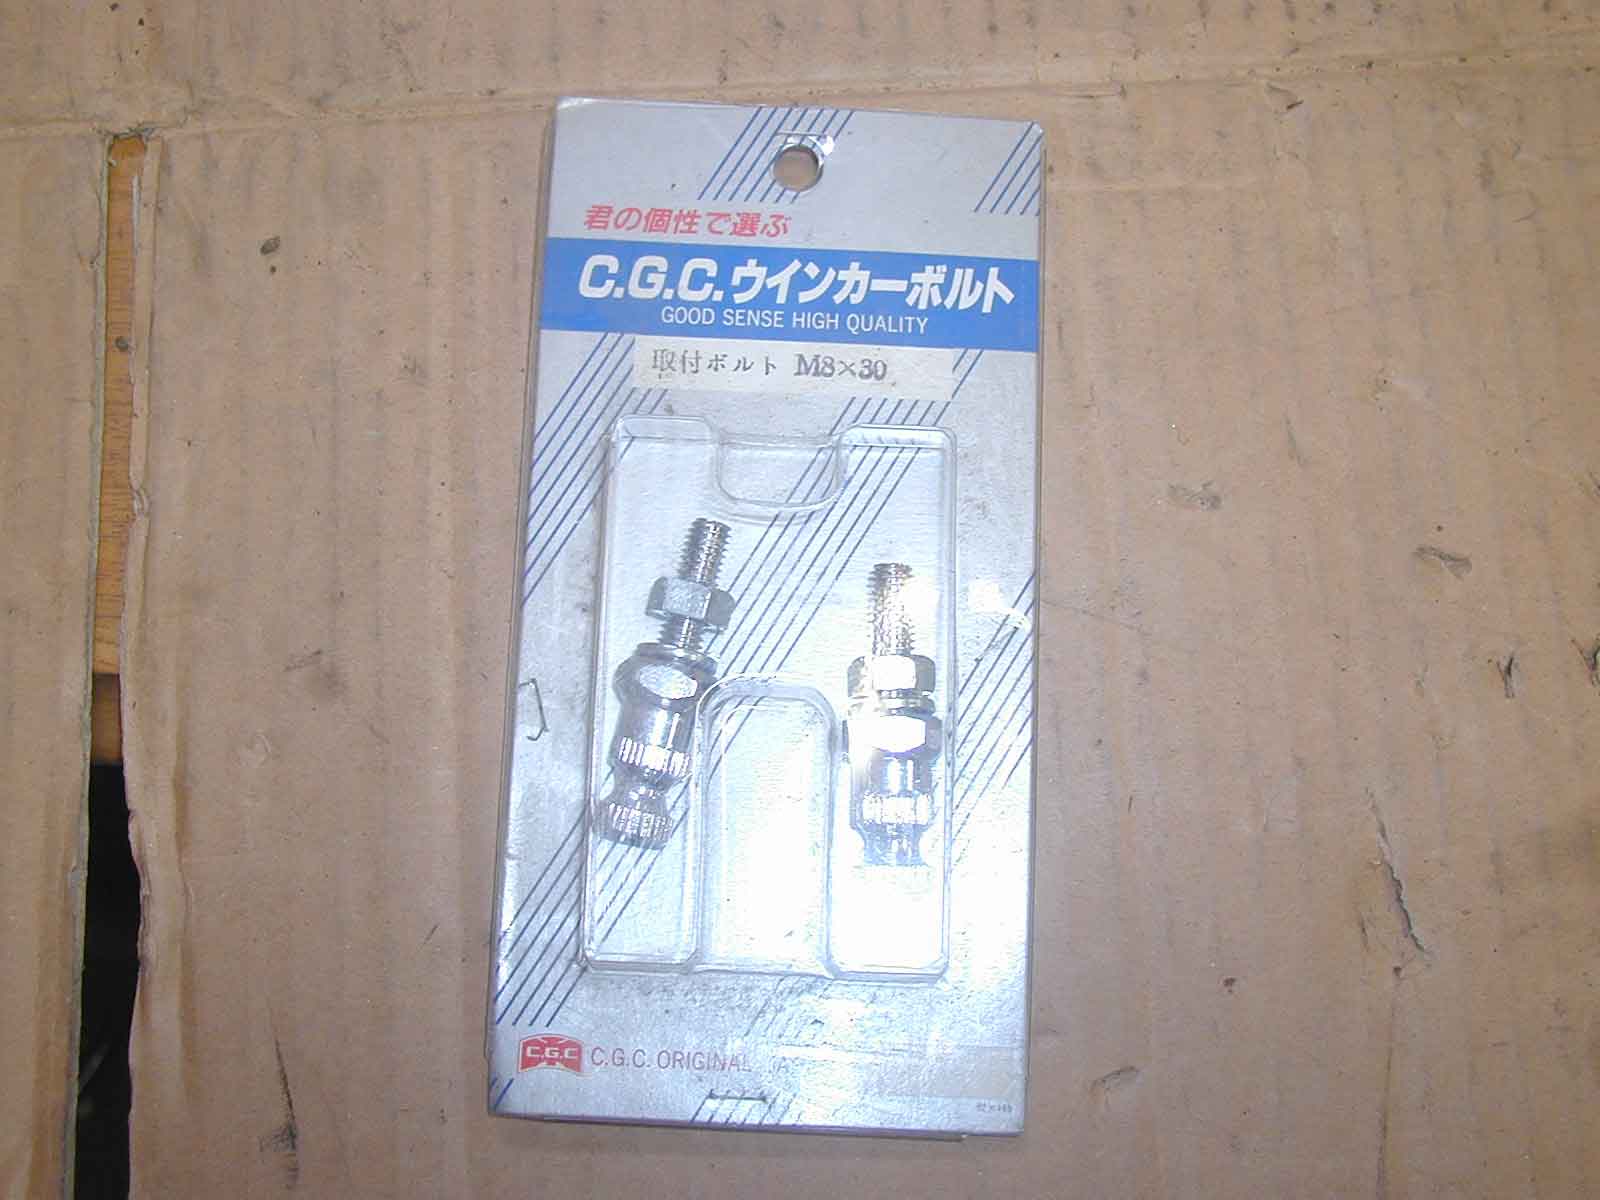 君の個性で選ぶ
C.G.C.ウインカーボルト
GOOD SENSE HIGH QUALITY
取付ボルト M8×30
C.G.C
C.G.C. ORIGINAL